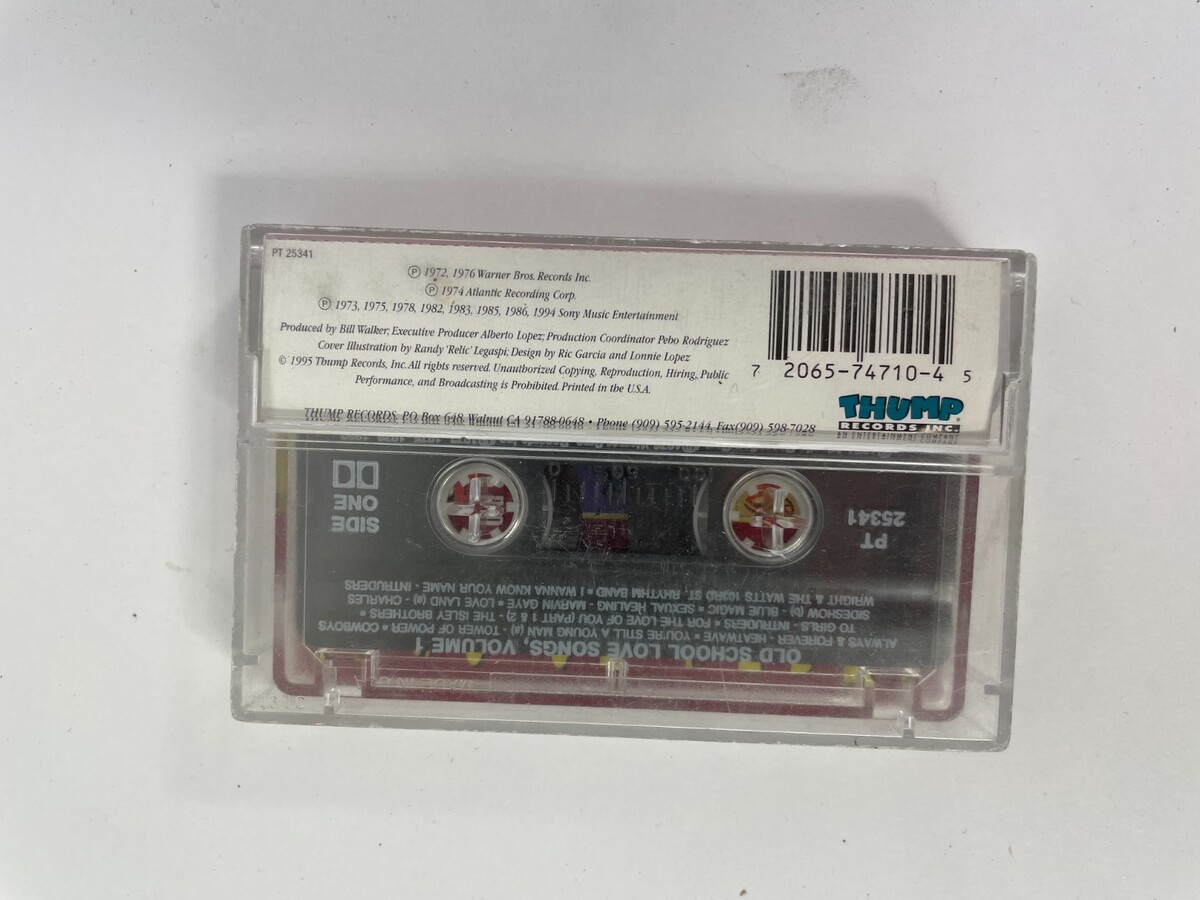 PT 25341
℗ 1972, 1976 Warner Bros. Records Inc.
℗ 1974 Atlantic Recording Corp.
℗ 1973, 1975, 1978, 1982, 1983, 1985, 1986, 1994 Sony Music Entertainment
Produced by Bill Walker; Executive Producer Alberto Lopez; Production Coordinator Pebo Rodriguez
Cover Illustration by Randy 'Relic' Legaspi; Design by Ric Garcia and Lonnie Lopez
© 1995 Thump Records, Inc. All rights reserved. Unauthorized Copying, Reproduction, Hiring, Public
Performance, and Broadcasting is Prohibited. Printed in the U.S.A.
THUMP RECORDS, P.O. Box 648, Walnut CA 91788-0648 • Phone (909) 595-2144, Fax(909) 598-7028
7 2065-74710-4 5
THUMP
RECORDS INC.
AN ENTERTAINMENT COMPANY
OLD SCHOOL LOVE SONGS, VOLUME 1
ALWAYS & FOREVER - HEATWAVE ▪ YOU'RE STILL A YOUNG MAN (a) - TOWER OF POWER ▪ COWBOYS
TO GIRLS - INTRUDERS ▪ FOR THE LOVE OF YOU (PART 1 & 2) - THE ISLEY BROTHERS ▪
SIDESHOW (b) - BLUE MAGIC ▪ SEXUAL HEALING - MARVIN GAYE ▪ LOVE LAND (a) - CHARLES
WRIGHT & THE WATTS 103RD ST. RHYTHM BAND ▪ I WANNA KNOW YOUR NAME - INTRUDERS
PT
25341
SIDE
ONE